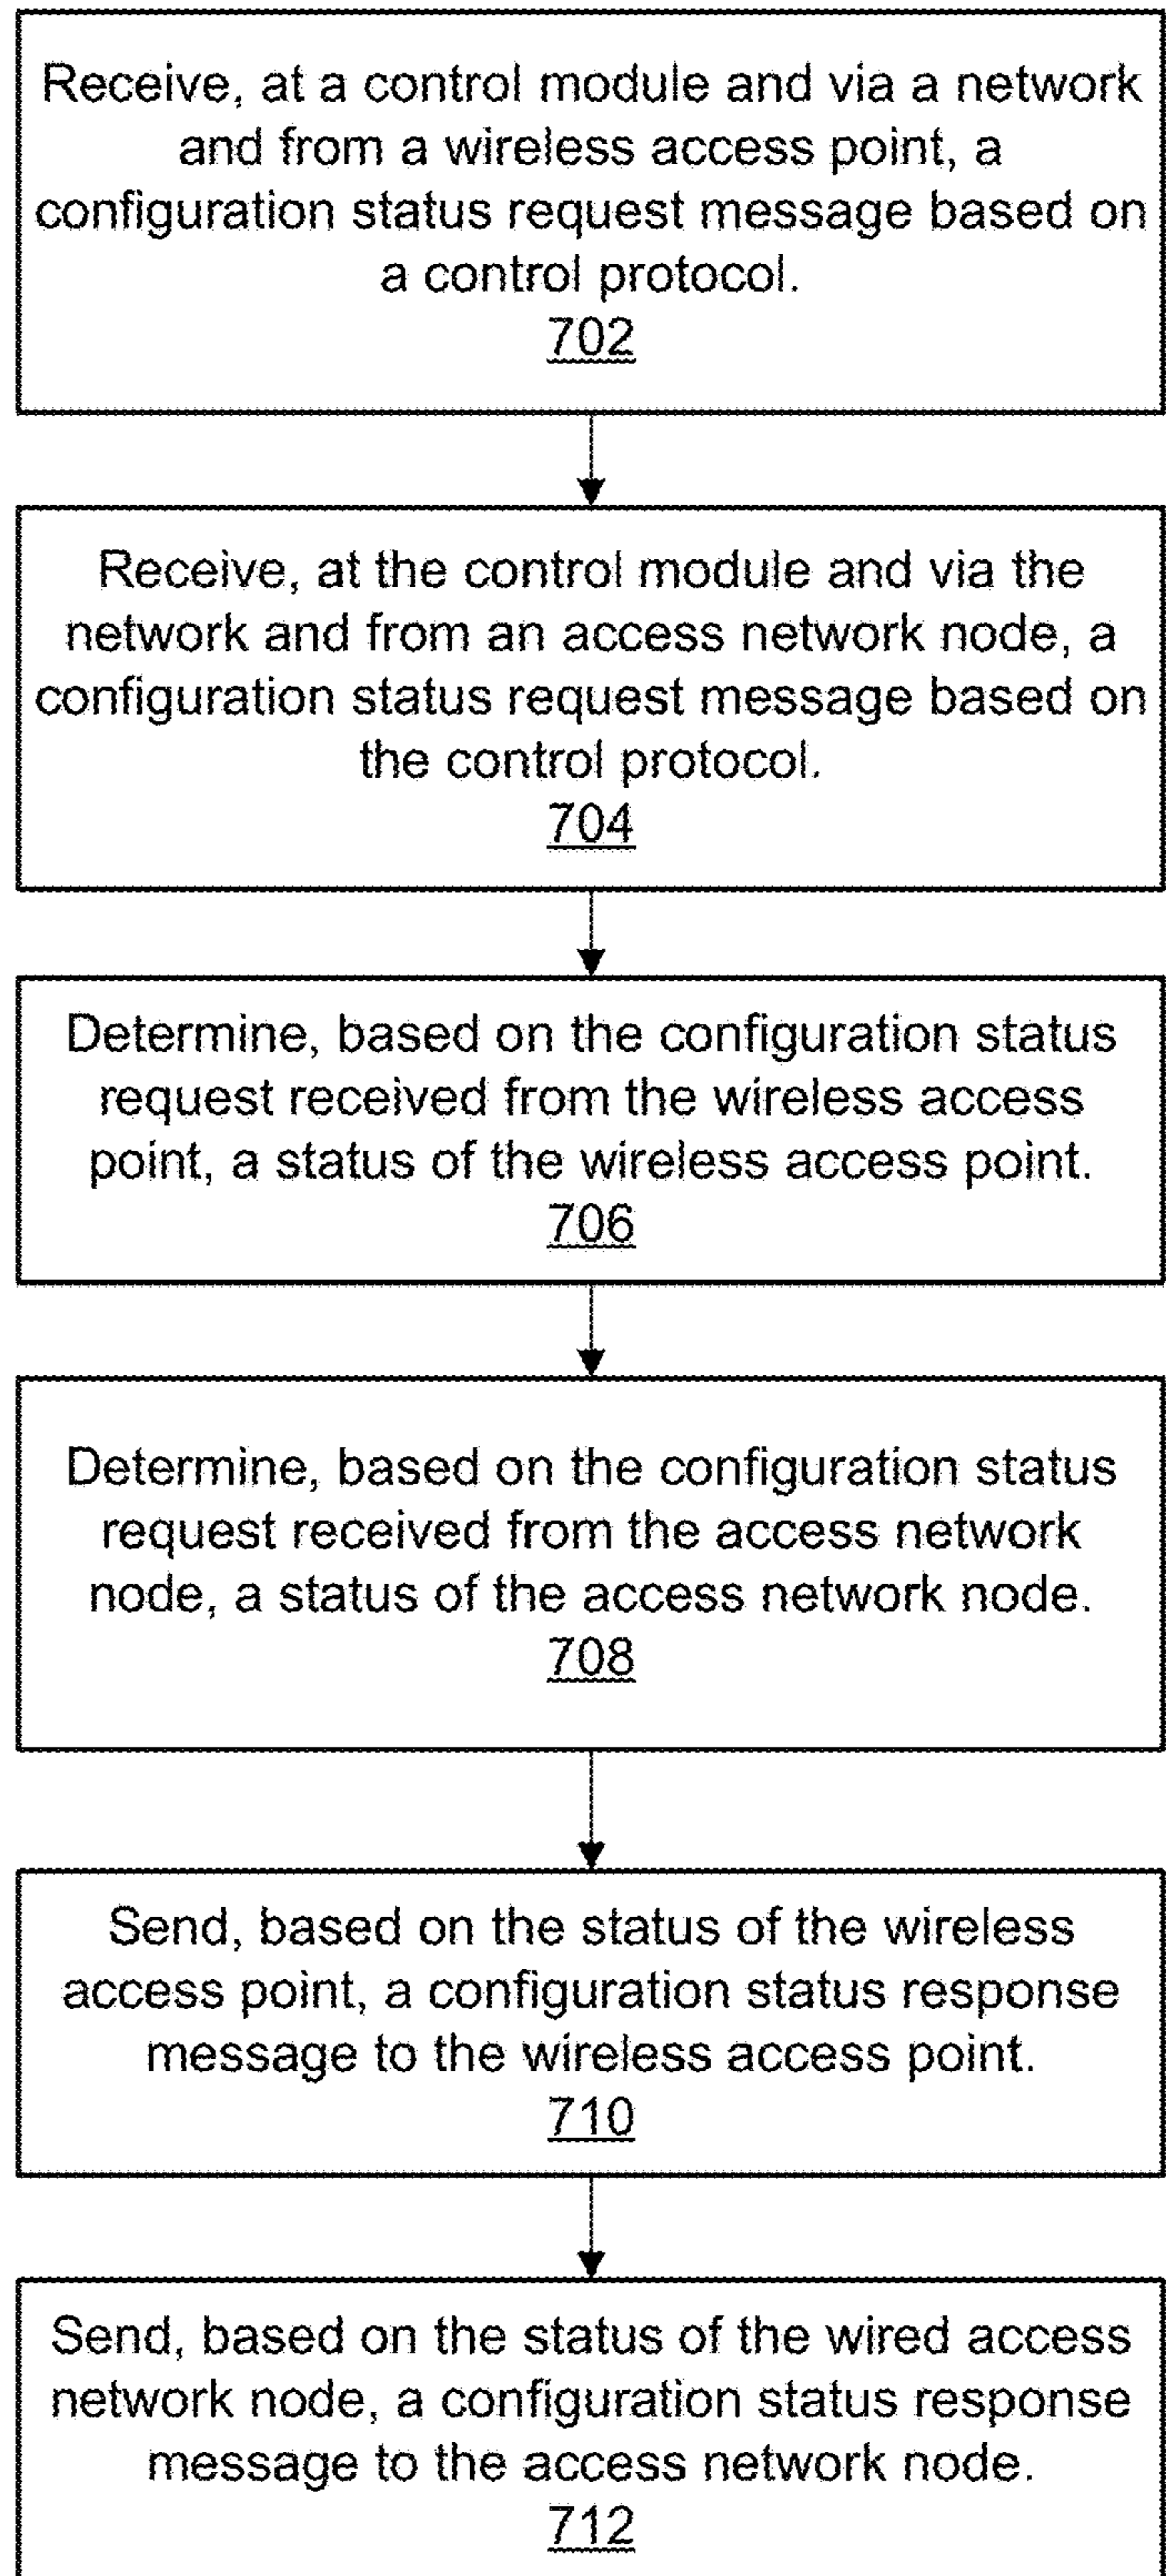 Receive, at a control module and via a network
and from a wireless access point, a
configuration status request message based on
a control protocol.
702
Receive, at the control module and via the
network and from an access network node, a
configuration status request message based on
the control protocol.
704
Determine, based on the configuration status
request received from the wireless access
point, a status of the wireless access point.
706
Determine, based on the configuration status
request received from the access network
node, a status of the access network node.
708
Send, based on the status of the wireless
access point, a configuration status response
message to the wireless access point.
710
Send, based on the status of the wired access
network node, a configuration status response
message to the access network node.
712